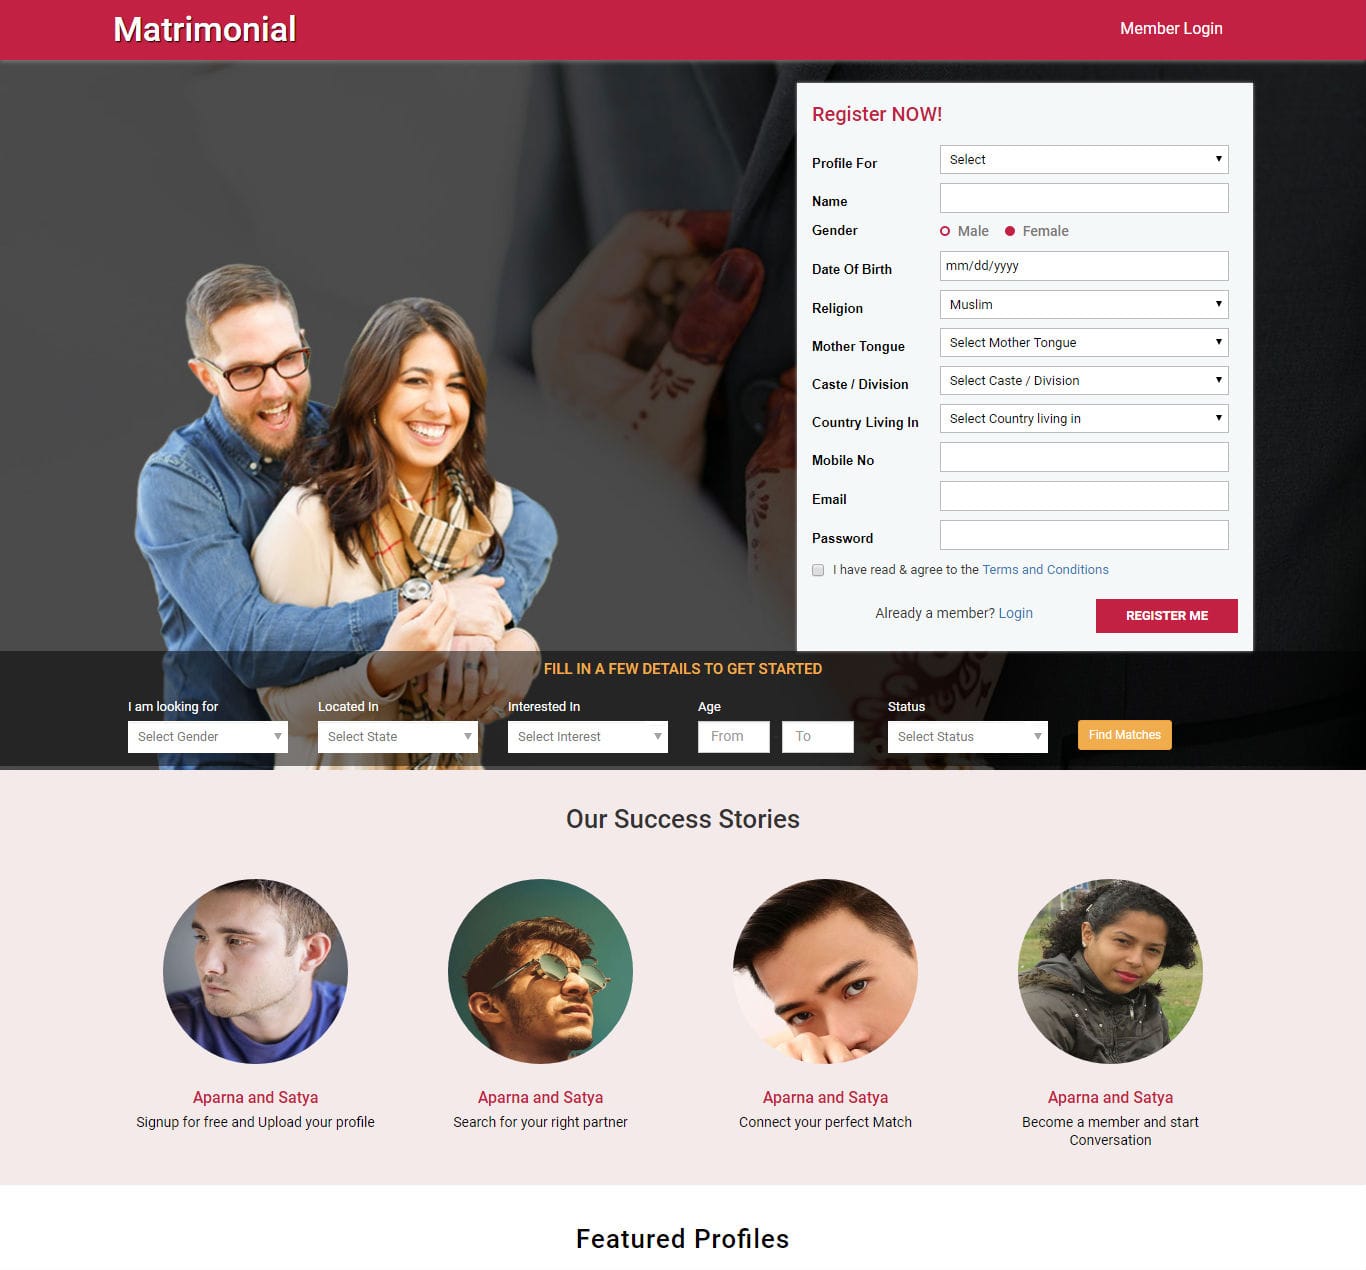 Matrimonial
Member Login
Register NOW!
Profile For
Select
Name
Gender
Male
Female
Date Of Birth
mm/dd/yyyy
Religion
Muslim
Mother Tongue
Select Mother Tongue
Caste / Division
Select Caste / Division
Country Living In
Select Country living in
Mobile No
Email
Password
I have read & agree to the Terms and Conditions
Already a member? Login
REGISTER ME
FILL IN A FEW DETAILS TO GET STARTED
I am looking for
Select Gender
Located In
Select State
Interested In
Select Interest
Age
From
To
Status
Select Status
Find Matches
Our Success Stories
Aparna and Satya
Signup for free and Upload your profile
Aparna and Satya
Search for your right partner
Aparna and Satya
Connect your perfect Match
Aparna and Satya
Become a member and start
Conversation
Featured Profiles